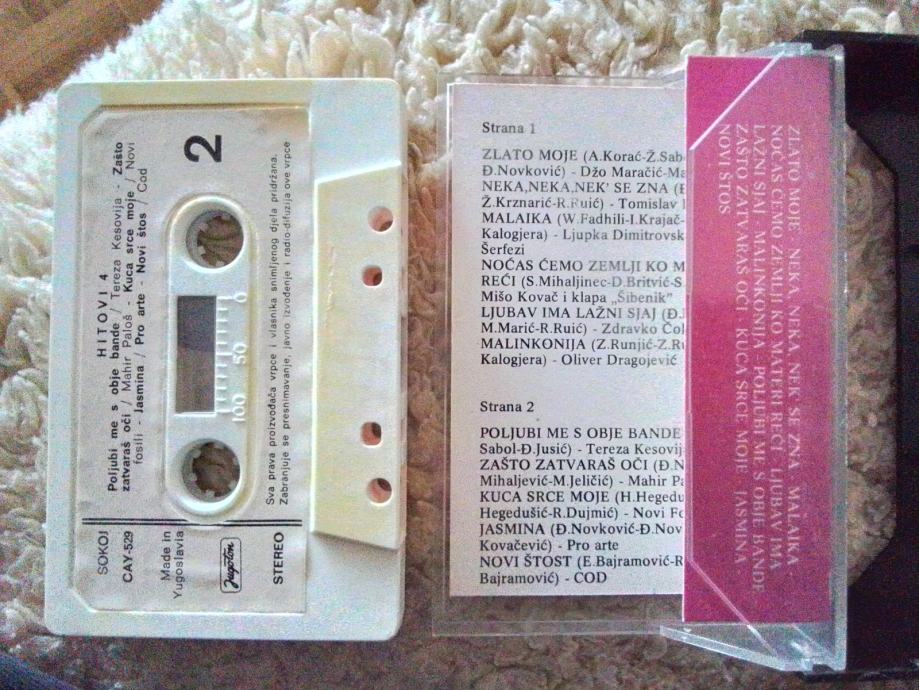 2
HITOVI 4
Poljubi me s obje bande / Tereza Kesovija - Zašto
zatvaraš oči / Mahir Paloš - Kuca srce moje / Novi
fosili - Jasmina / Pro arte - Novi štos / Cod
0
50
100
Sva prava proizvođača vrpce i vlasnika snimljenog djela pridržana.
Zabranjuje se presnimavanje, javno izvođenje i radio-difuzija ove vrpce
SOKOJ
CAY-529
Made in
Yugoslavia
Jugoton
STEREO
Strana 1
ZLATO MOJE (A.Korać-Ž.Sabo
Đ.Novković) - Džo Maračić-Ma
NEKA,NEKA,NEK' SE ZNA (
Ž.Krznarić-R.Ruić) - Tomislav
MALAIKA (W.Fadhili-I.Krajač-
Kalogjera) - Ljupka Dimitrovsk
Šerfezi
NOĆAS ĆEMO ZEMLJI KO M
REĆI (S.Mihaljinec-D.Britvić-S.
Mišo Kovač i klapa „Šibenik"
LJUBAV IMA LAŽNI SJAJ (Đ.
M.Marić-R.Ruić) - Zdravko Čol
MALINKONIJA (Z.Runjić-Z.Ru
Kalogjera) - Oliver Dragojević
Strana 2
POLJUBI ME S OBJE BANDE
Sabol-Đ.Jusić) - Tereza Kesovij
ZAŠTO ZATVARAŠ OČI (Đ.N
Mihaljević-M.Jeličić) - Mahir Pa
KUCA SRCE MOJE (H.Hegedu
Hegedušić-R.Dujmić) - Novi Fo
JASMINA (Đ.Novković-Đ.Nov
Kovačević) - Pro arte
NOVI ŠTOST (E.Bajramović-R
Bajramović) - COD
ZLATO MOJE · NEKA, NEKA, NEK' SE ZNA · MALAIKA
NOĆAS ĆEMO ZEMLJI KO MATERI REĆI · LJUBAV IMA
LAŽNI SJAJ · MALINKONIJA · POLJUBI ME S OBJE BANDE
ZAŠTO ZATVARAŠ OČI · KUCA SRCE MOJE · JASMINA
NOVI ŠTOS